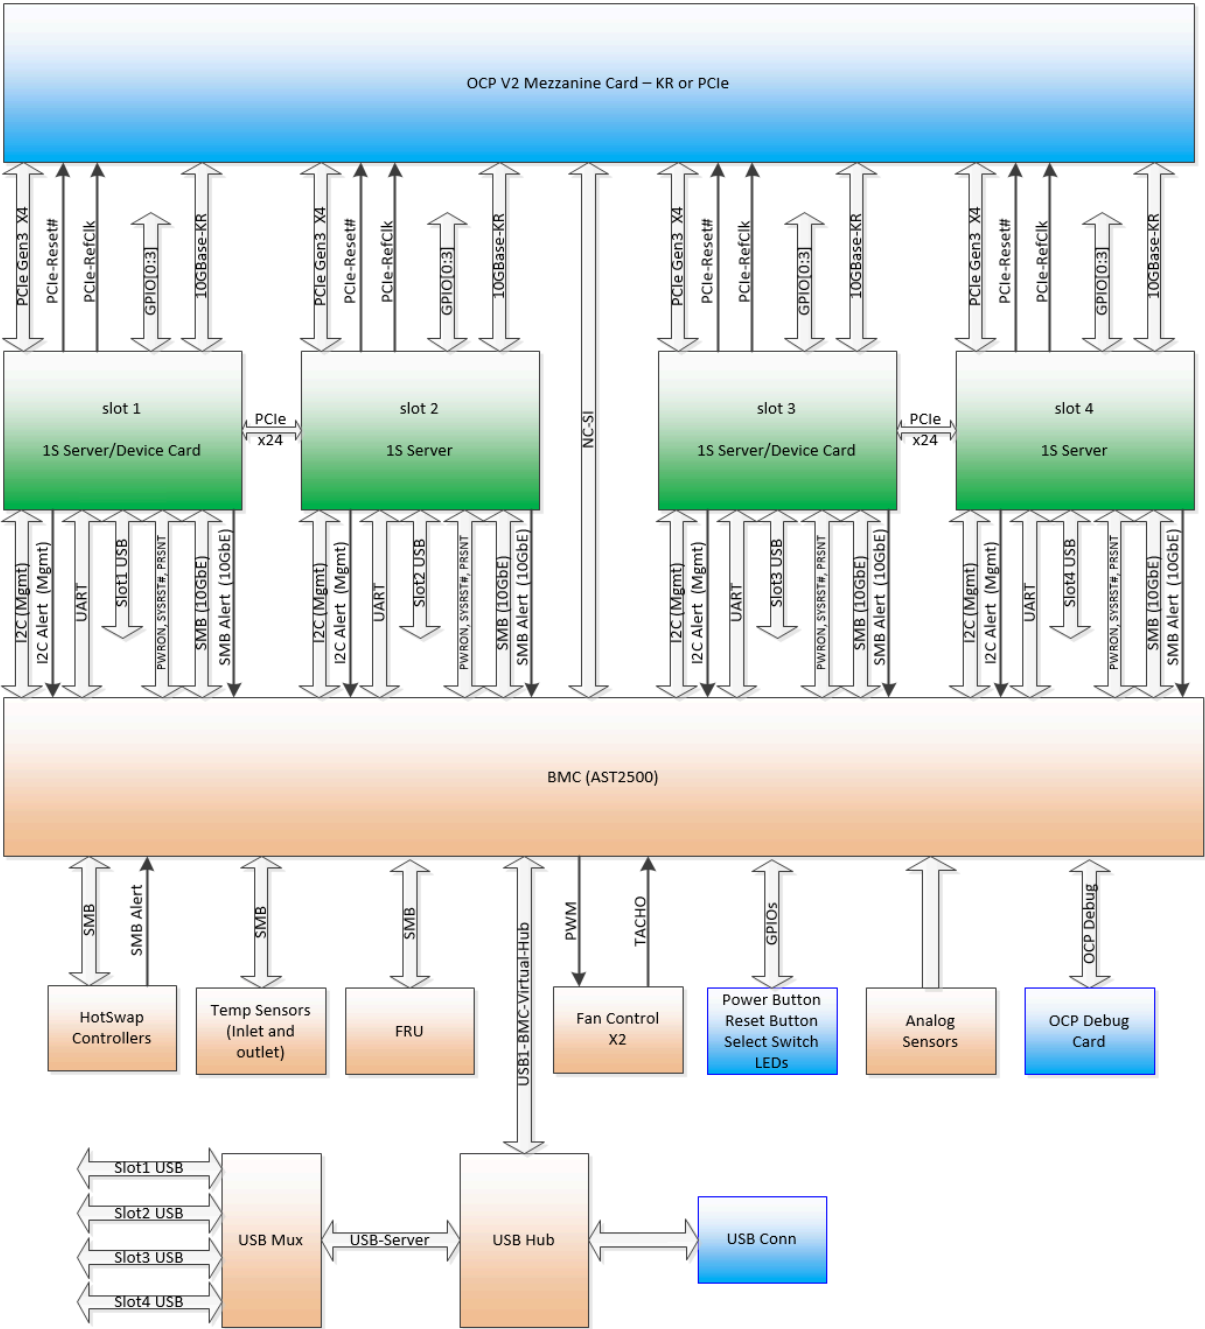 OCP V2 Mezzanine Card – KR or PCIe
PCIe Gen3 X4
PCIe-Reset#
PCIe-RefClk
GPIO[0:3]
10GBase-KR
PCIe Gen3 X4
PCIe-Reset#
PCIe-RefClk
GPIO[0:3]
10GBase-KR
NC-SI
PCIe Gen3 X4
PCIe-Reset#
PCIe-RefClk
GPIO[0:3]
10GBase-KR
PCIe Gen3 X4
PCIe-Reset#
PCIe-RefClk
GPIO[0:3]
10GBase-KR
slot 1
1S Server/Device Card
PCIe
x24
slot 2
1S Server
slot 3
1S Server/Device Card
PCIe
x24
slot 4
1S Server
I2C (Mgmt)
I2C Alert (Mgmt)
UART
Slot1 USB
PWRON, SYSRST#, PRSNT
SMB (10GbE)
SMB Alert (10GbE)
I2C (Mgmt)
I2C Alert (Mgmt)
UART
Slot2 USB
PWRON, SYSRST#, PRSNT
SMB (10GbE)
SMB Alert (10GbE)
I2C (Mgmt)
I2C Alert (Mgmt)
UART
Slot3 USB
PWRON, SYSRST#, PRSNT
SMB (10GbE)
SMB Alert (10GbE)
I2C (Mgmt)
I2C Alert (Mgmt)
UART
Slot4 USB
PWRON, SYSRST#, PRSNT
SMB (10GbE)
SMB Alert (10GbE)
BMC (AST2500)
SMB
SMB Alert
SMB
SMB
USB1-BMC-Virtual-Hub
PWM
TACHO
GPIOs
OCP Debug
HotSwap
Controllers
Temp Sensors
(Inlet and
outlet)
FRU
Fan Control
X2
Power Button
Reset Button
Select Switch
LEDs
Analog
Sensors
OCP Debug
Card
Slot1 USB
Slot2 USB
Slot3 USB
Slot4 USB
USB Mux
USB-Server
USB Hub
USB Conn